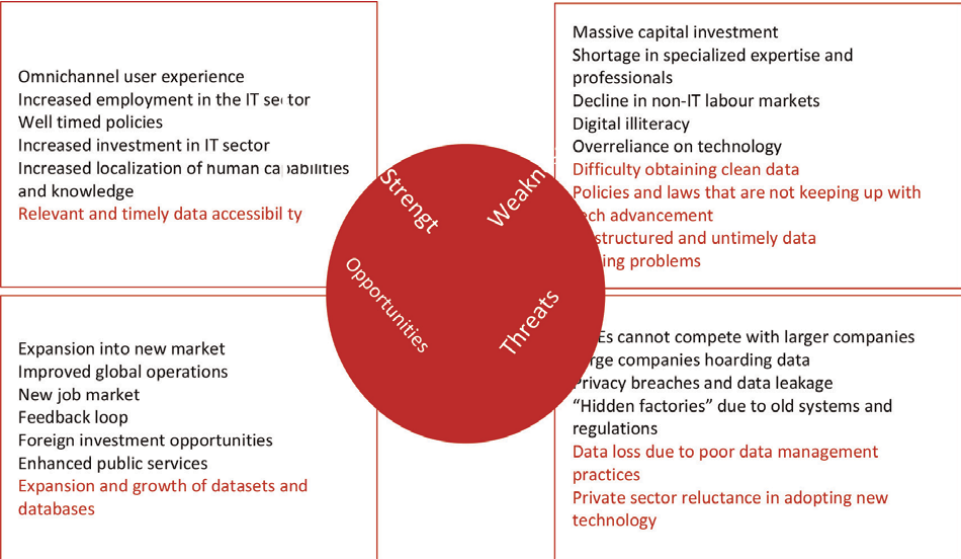 Omnichannel user experience
Increased employment in the IT sector
Well timed policies
Increased investment in IT sector
Increased localization of human capabilities
and knowledge
Relevant and timely data accessibility
Massive capital investment
Shortage in specialized expertise and
professionals
Decline in non-IT labour markets
Digital illiteracy
Overreliance on technology
Difficulty obtaining clean data
Policies and laws that are not keeping up with
ech advancement
structured and untimely data
ing problems
Strengt
Weakn
Opportunities
Threats
Expansion into new market
Improved global operations
New job market
Feedback loop
Foreign investment opportunities
Enhanced public services
Expansion and growth of datasets and
databases
Es cannot compete with larger companies
rge companies hoarding data
Privacy breaches and data leakage
“Hidden factories” due to old systems and
regulations
Data loss due to poor data management
practices
Private sector reluctance in adopting new
technology